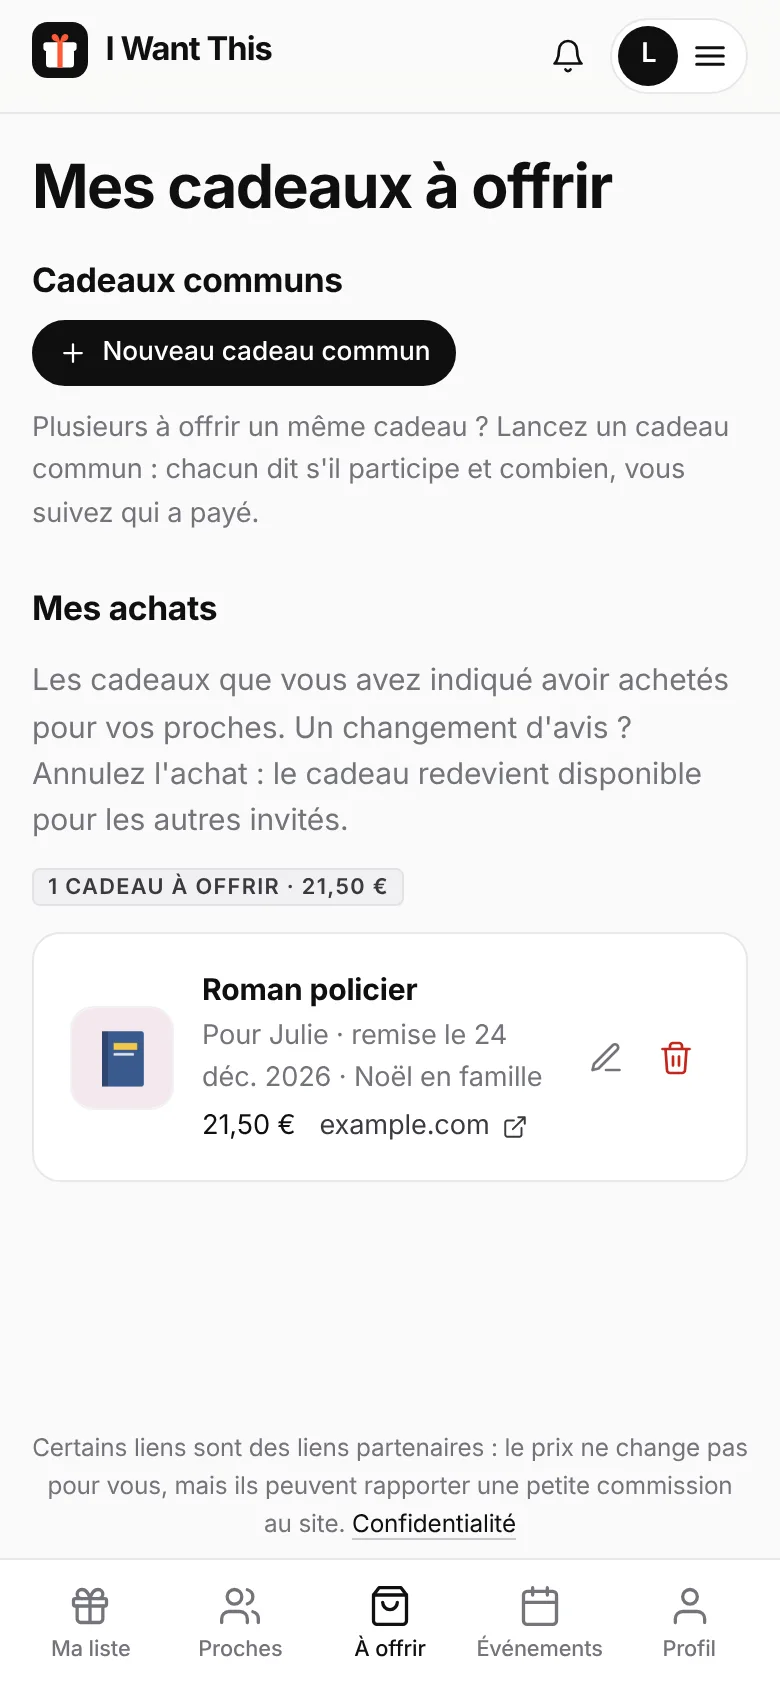 I Want This
L
Mes cadeaux à offrir
Cadeaux communs
+ Nouveau cadeau commun
Plusieurs à offrir un même cadeau ? Lancez un cadeau
commun : chacun dit s'il participe et combien, vous
suivez qui a payé.
Mes achats
Les cadeaux que vous avez indiqué avoir achetés
pour vos proches. Un changement d'avis ?
Annulez l'achat : le cadeau redevient disponible
pour les autres invités.
1 CADEAU À OFFRIR · 21,50 €
Roman policier
Pour Julie · remise le 24
déc. 2026 · Noël en famille
21,50 € example.com
Certains liens sont des liens partenaires : le prix ne change pas
pour vous, mais ils peuvent rapporter une petite commission
au site. Confidentialité
Ma liste Proches À offrir Événements Profil